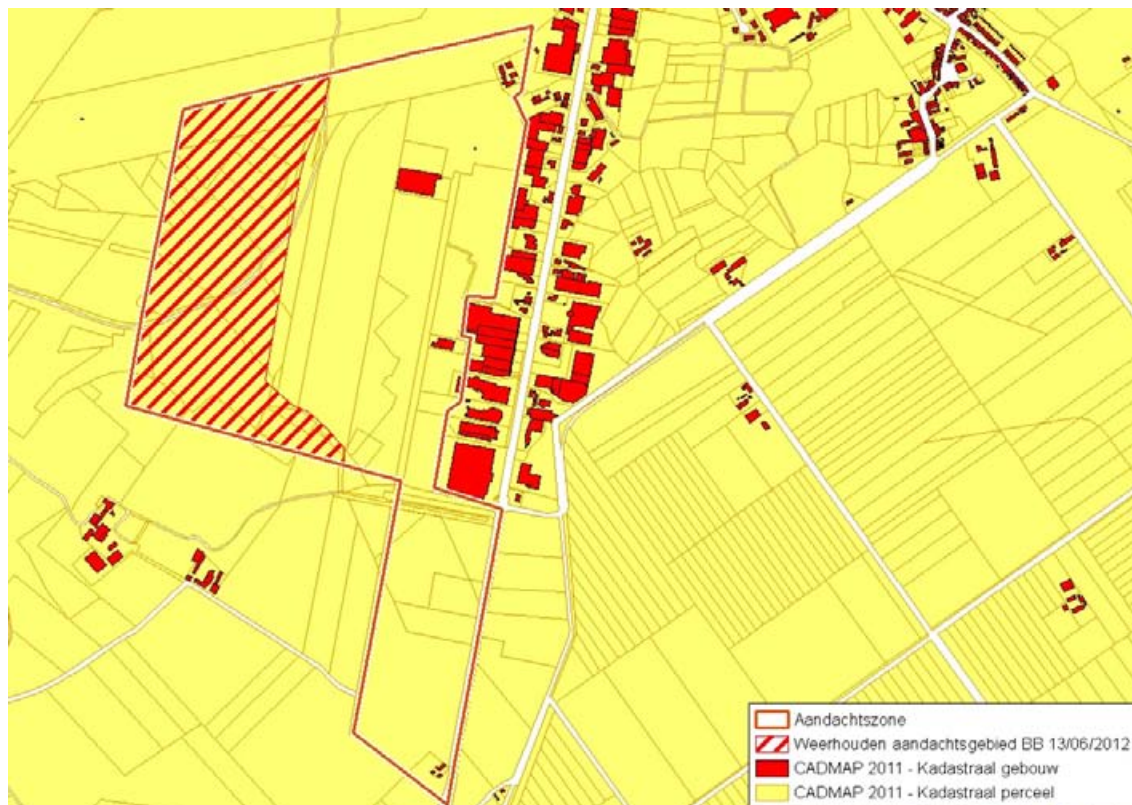 Aandachtszone
Weerhouden aandachtsgebied BB 13/06/2012
CADMAP 2011 - Kadastraal gebouw
CADMAP 2011 - Kadastraal perceel